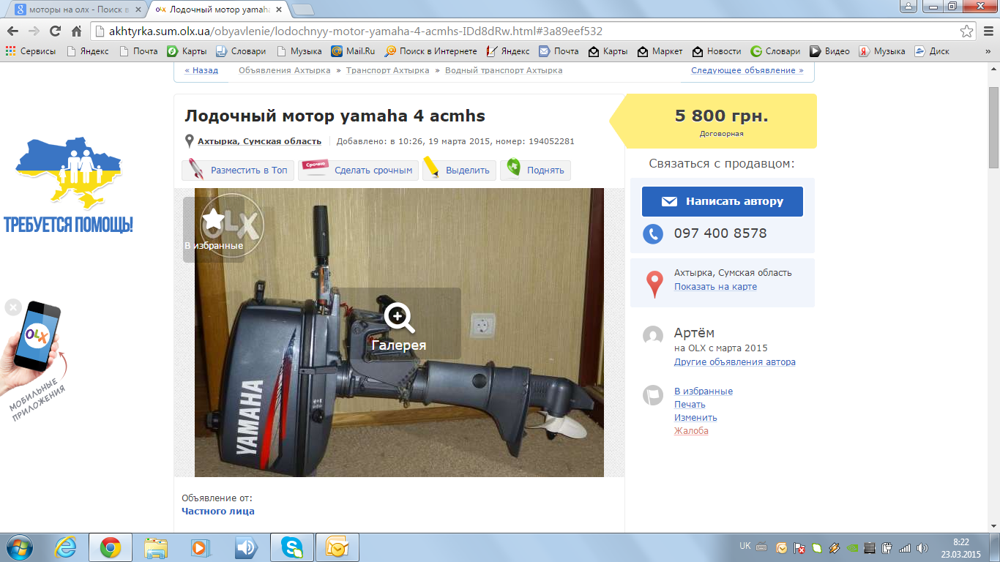 моторы на олх - Поиск в
Лодочный мотор yamaha
akhtyrka.sum.olx.ua/obyavlenie/lodochnyy-motor-yamaha-4-acmhs-IDd8dRw.html#3a89eef532
Сервисы Яндекс Почта Карты Словари Музыка Mail.Ru Поиск в Интернете Яндекс Почта Карты Маркет Новости Словари Видео Музыка Диск »
« Назад Объявления Ахтырка » Транспорт Ахтырка » Водный транспорт Ахтырка Следующее объявление »
Лодочный мотор yamaha 4 acmhs
5 800 грн.
Договорная
Ахтырка, Сумская область Добавлено: в 10:26, 19 марта 2015, номер: 194052281
Срочно
Разместить в Топ Сделать срочным Выделить Поднять
Связаться с продавцом:
Написать автору
097 400 8578
Ахтырка, Сумская область
Показать на карте
Артём
на OLX с марта 2015
Другие объявления автора
В избранные
Печать
Изменить
Жалоба
ТРЕБУЕТСЯ ПОМОЩЬ!
OLX
МОБИЛЬНЫЕ
ПРИЛОЖЕНИЯ
OLX
В избранные
Галерея
YAMAHA
Объявление от:
Частного лица
UK
8:22
23.03.2015